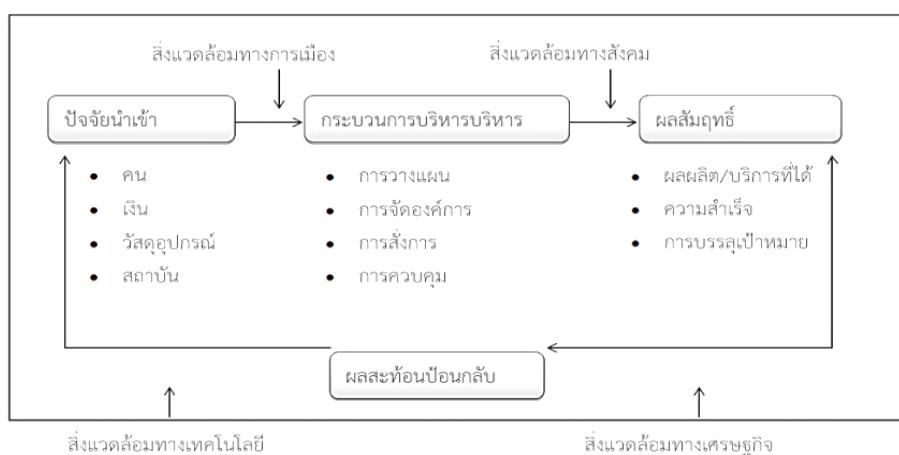 สิ่งแวดล้อมทางการเมือง
สิ่งแวดล้อมทางสังคม
ปัจจัยนำเข้า
กระบวนการบริหารบริหาร
ผลสัมฤทธิ์
คน
เงิน
วัสดุอุปกรณ์
สถาบัน
การวางแผน
การจัดองค์การ
การสั่งการ
การควบคุม
ผลผลิต/บริการที่ได้
ความสำเร็จ
การบรรลุเป้าหมาย
ผลสะท้อนป้อนกลับ
สิ่งแวดล้อมทางเทคโนโลยี
สิ่งแวดล้อมทางเศรษฐกิจ